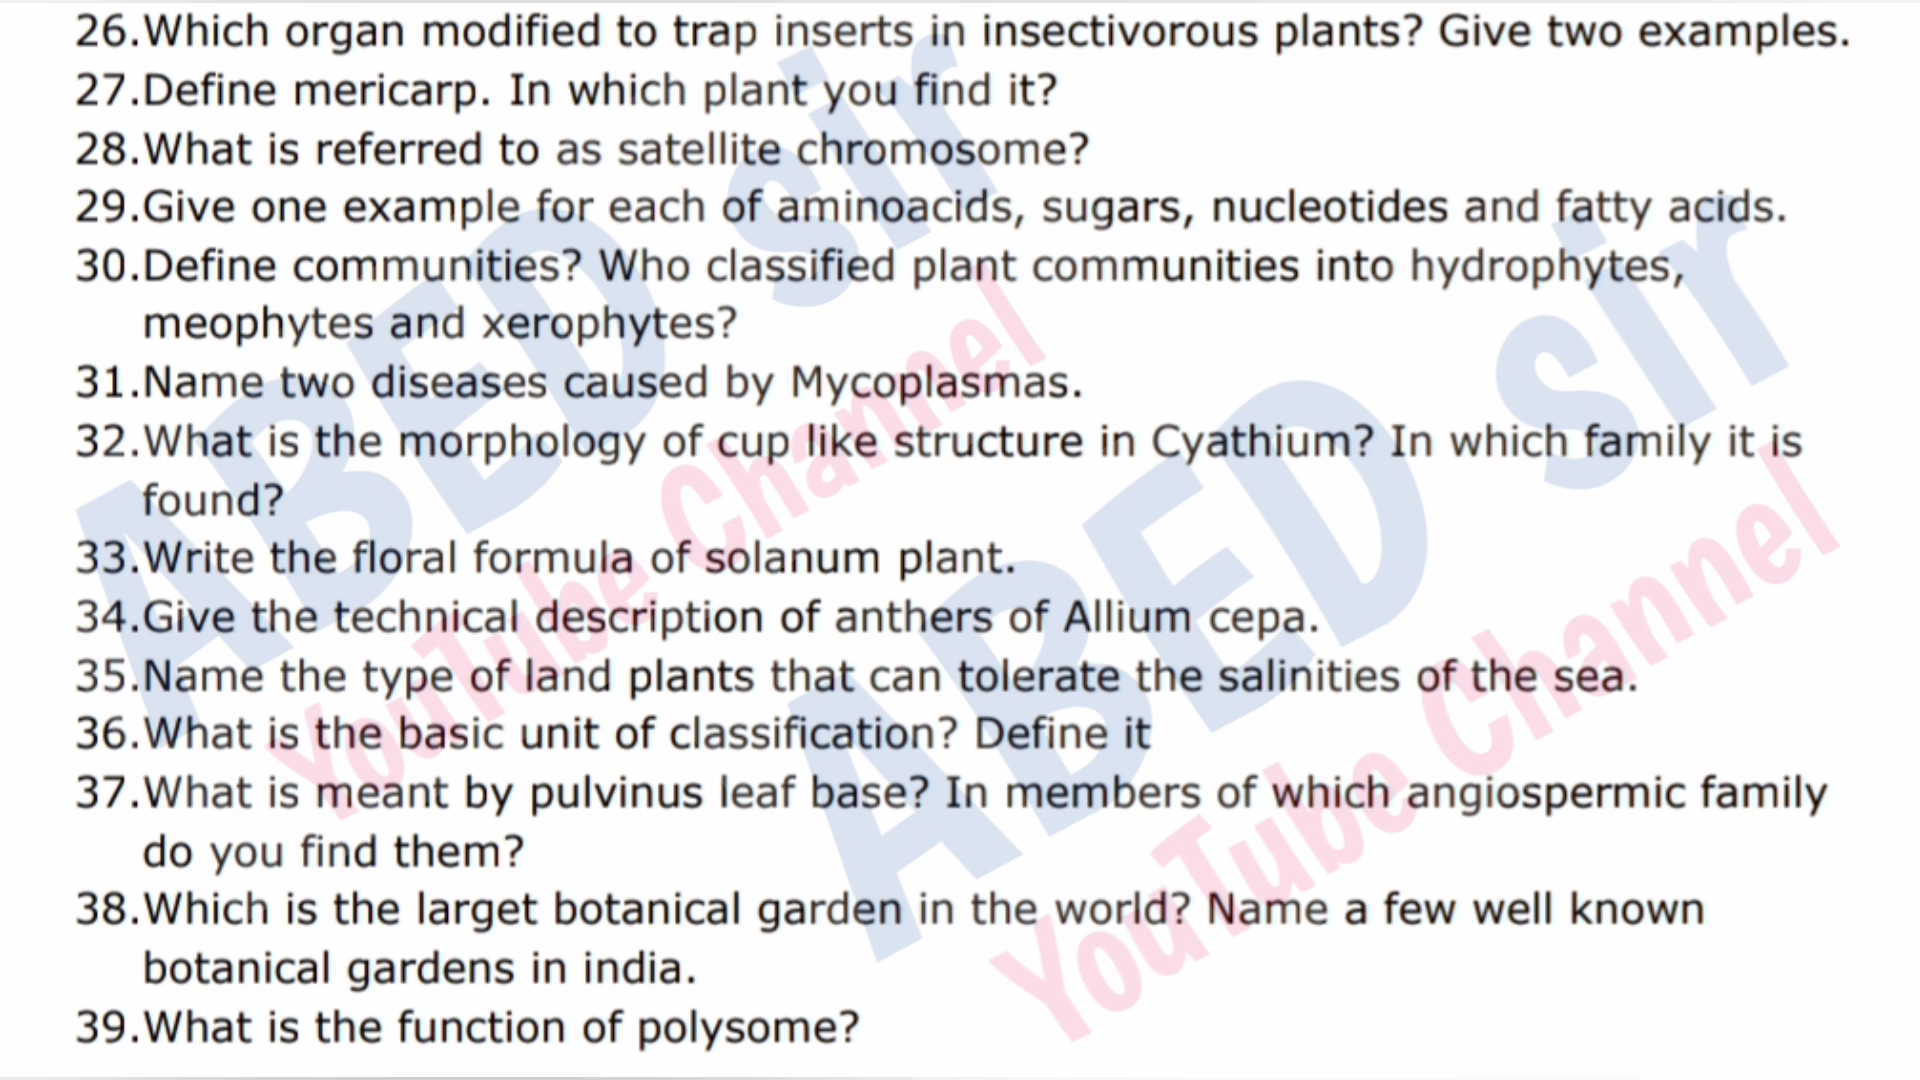 26.Which organ modified to trap inserts in insectivorous plants? Give two examples.
27.Define mericarp. In which plant you find it?
28.What is referred to as satellite chromosome?
29.Give one example for each of aminoacids, sugars, nucleotides and fatty acids.
30.Define communities? Who classified plant communities into hydrophytes,
meophytes and xerophytes?
31.Name two diseases caused by Mycoplasmas.
32.What is the morphology of cup like structure in Cyathium? In which family it is
found?
33.Write the floral formula of solanum plant.
34.Give the technical description of anthers of Allium cepa.
35.Name the type of land plants that can tolerate the salinities of the sea.
36.What is the basic unit of classification? Define it
37.What is meant by pulvinus leaf base? In members of which angiospermic family
do you find them?
38.Which is the larget botanical garden in the world? Name a few well known
botanical gardens in india.
39.What is the function of polysome?
ABED sir
YouTube Channel
ABED sir
YouTube Channel